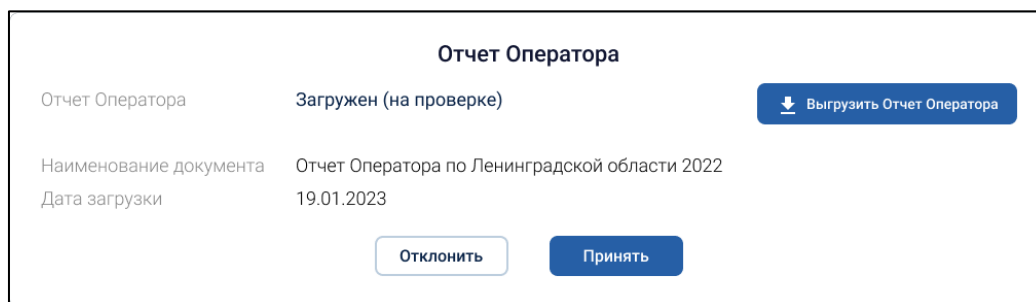 Отчет Оператора
Отчет Оператора Загружен (на проверке) Выгрузить Отчет Оператора
Наименование документа Отчет Оператора по Ленинградской области 2022
Дата загрузки 19.01.2023
Отклонить Принять